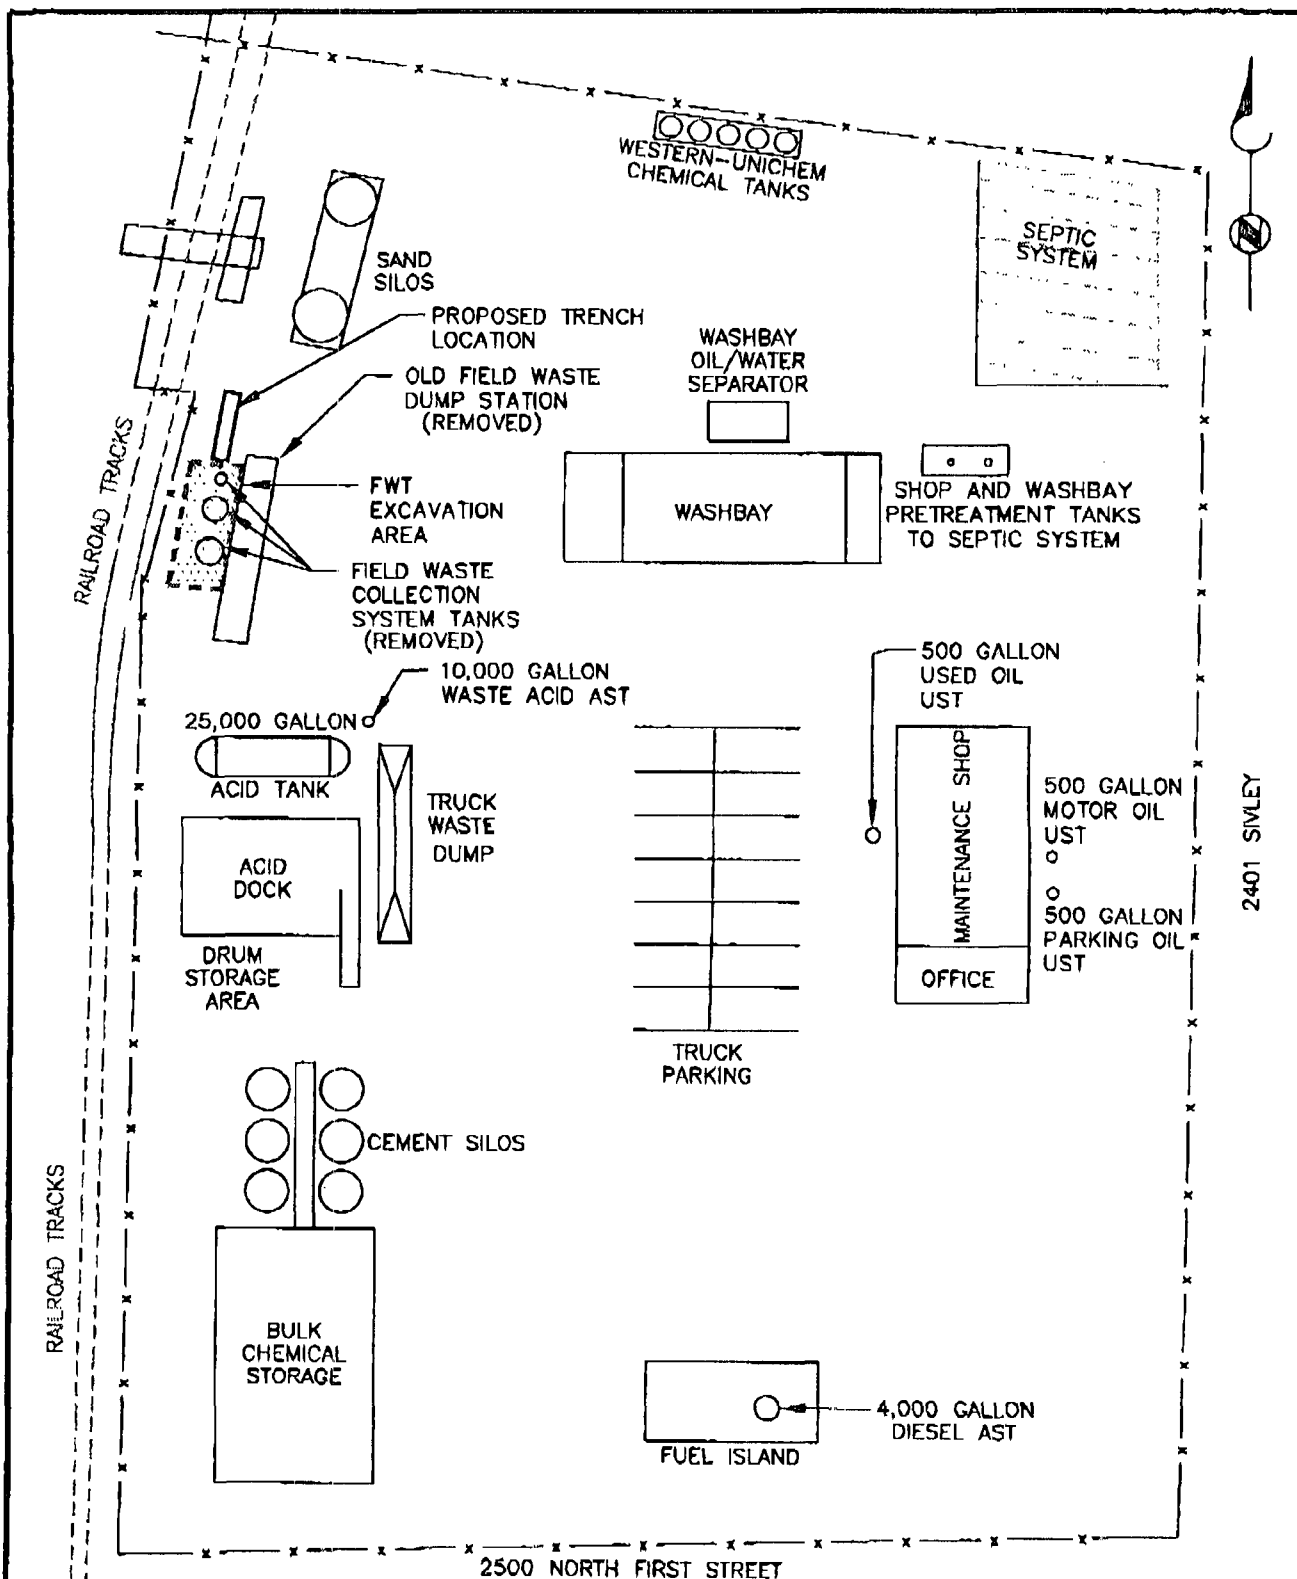 WESTERN-UNICHEM
CHEMICAL TANKS
SEPTIC
SYSTEM
SAND
SILOS
PROPOSED TRENCH
LOCATION
WASHBAY
OIL/WATER
SEPARATOR
OLD FIELD WASTE
DUMP STATION
(REMOVED)
RAILROAD TRACKS
FWT
EXCAVATION
AREA
WASHBAY
SHOP AND WASHBAY
PRETREATMENT TANKS
TO SEPTIC SYSTEM
FIELD WASTE
COLLECTION
SYSTEM TANKS
(REMOVED)
10,000 GALLON
WASTE ACID AST
500 GALLON
USED OIL
UST
25,000 GALLON
ACID TANK
TRUCK
WASTE
DUMP
MAINTENANCE SHOP
500 GALLON
MOTOR OIL
UST
2401 SIVLEY
ACID
DOCK
500 GALLON
PARKING OIL
UST
DRUM
STORAGE
AREA
OFFICE
TRUCK
PARKING
CEMENT SILOS
RAILROAD TRACKS
BULK
CHEMICAL
STORAGE
4,000 GALLON
DIESEL AST
FUEL ISLAND
2500 NORTH FIRST STREET